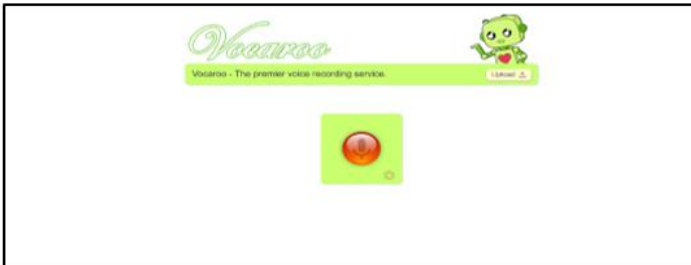 Vocaroo
Vocaroo - The premier voice recording service.
Upload